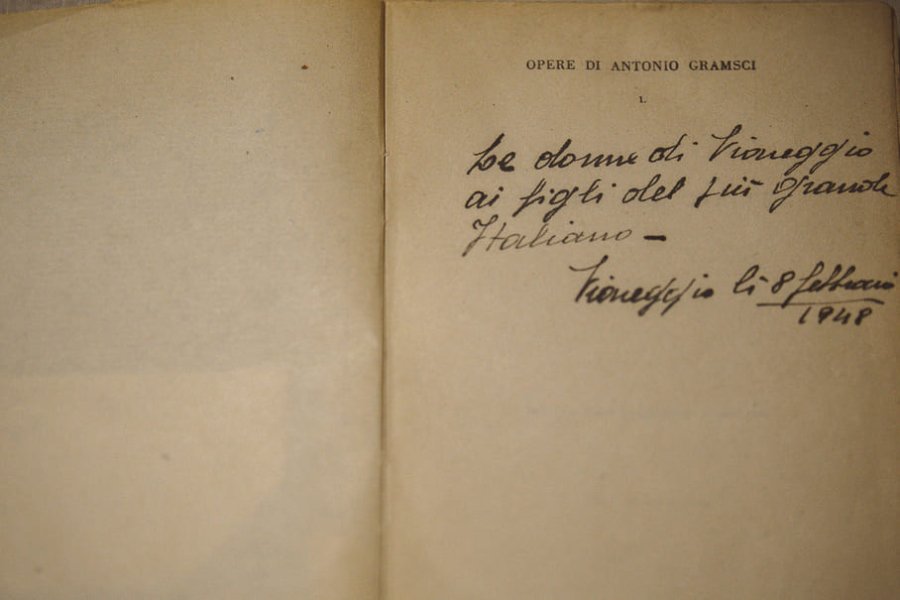 OPERE DI ANTONIO GRAMSCI
1.
Le donne di Viareggio
ai figli del più grande
Italiano –
Viareggio li 8 febbraio
1948